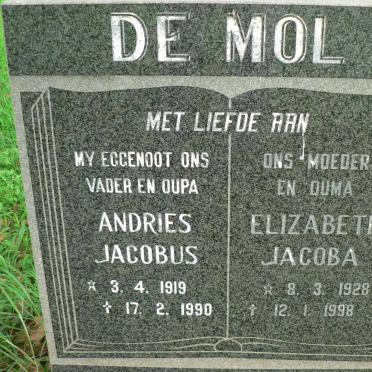 DE MOL
MET LIEFDE AAN
MY EGGENOOT ONS
VADER EN OUPA
ANDRIES
JACOBUS
☆ 3. 4. 1919
✝ 17. 2. 1990
ONS MOEDER
EN OUMA
ELIZABETH
JACOBA
☆ 8. 3. 1928
✝ 12. 1. 1998